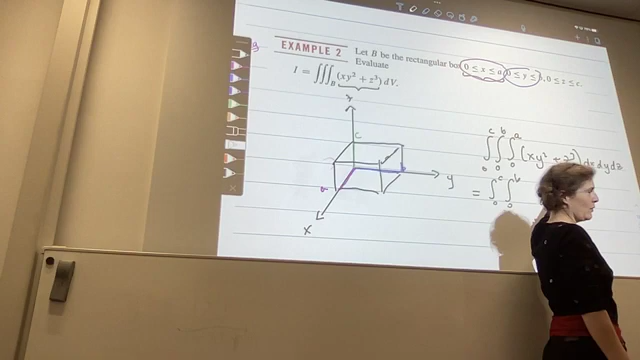 EXAMPLE 2 Let B be the rectangular box 0 ≤ x ≤ a, 0 ≤ y ≤ , 0 ≤ z ≤ c.
Evaluate
I = ∭_B (xy² + z³) dV.
z
c
a
y
x
∫₀^c ∫₀^b ∫₀^a (xy² + z³) dx dy dz
= ∫₀^c ∫₀^b